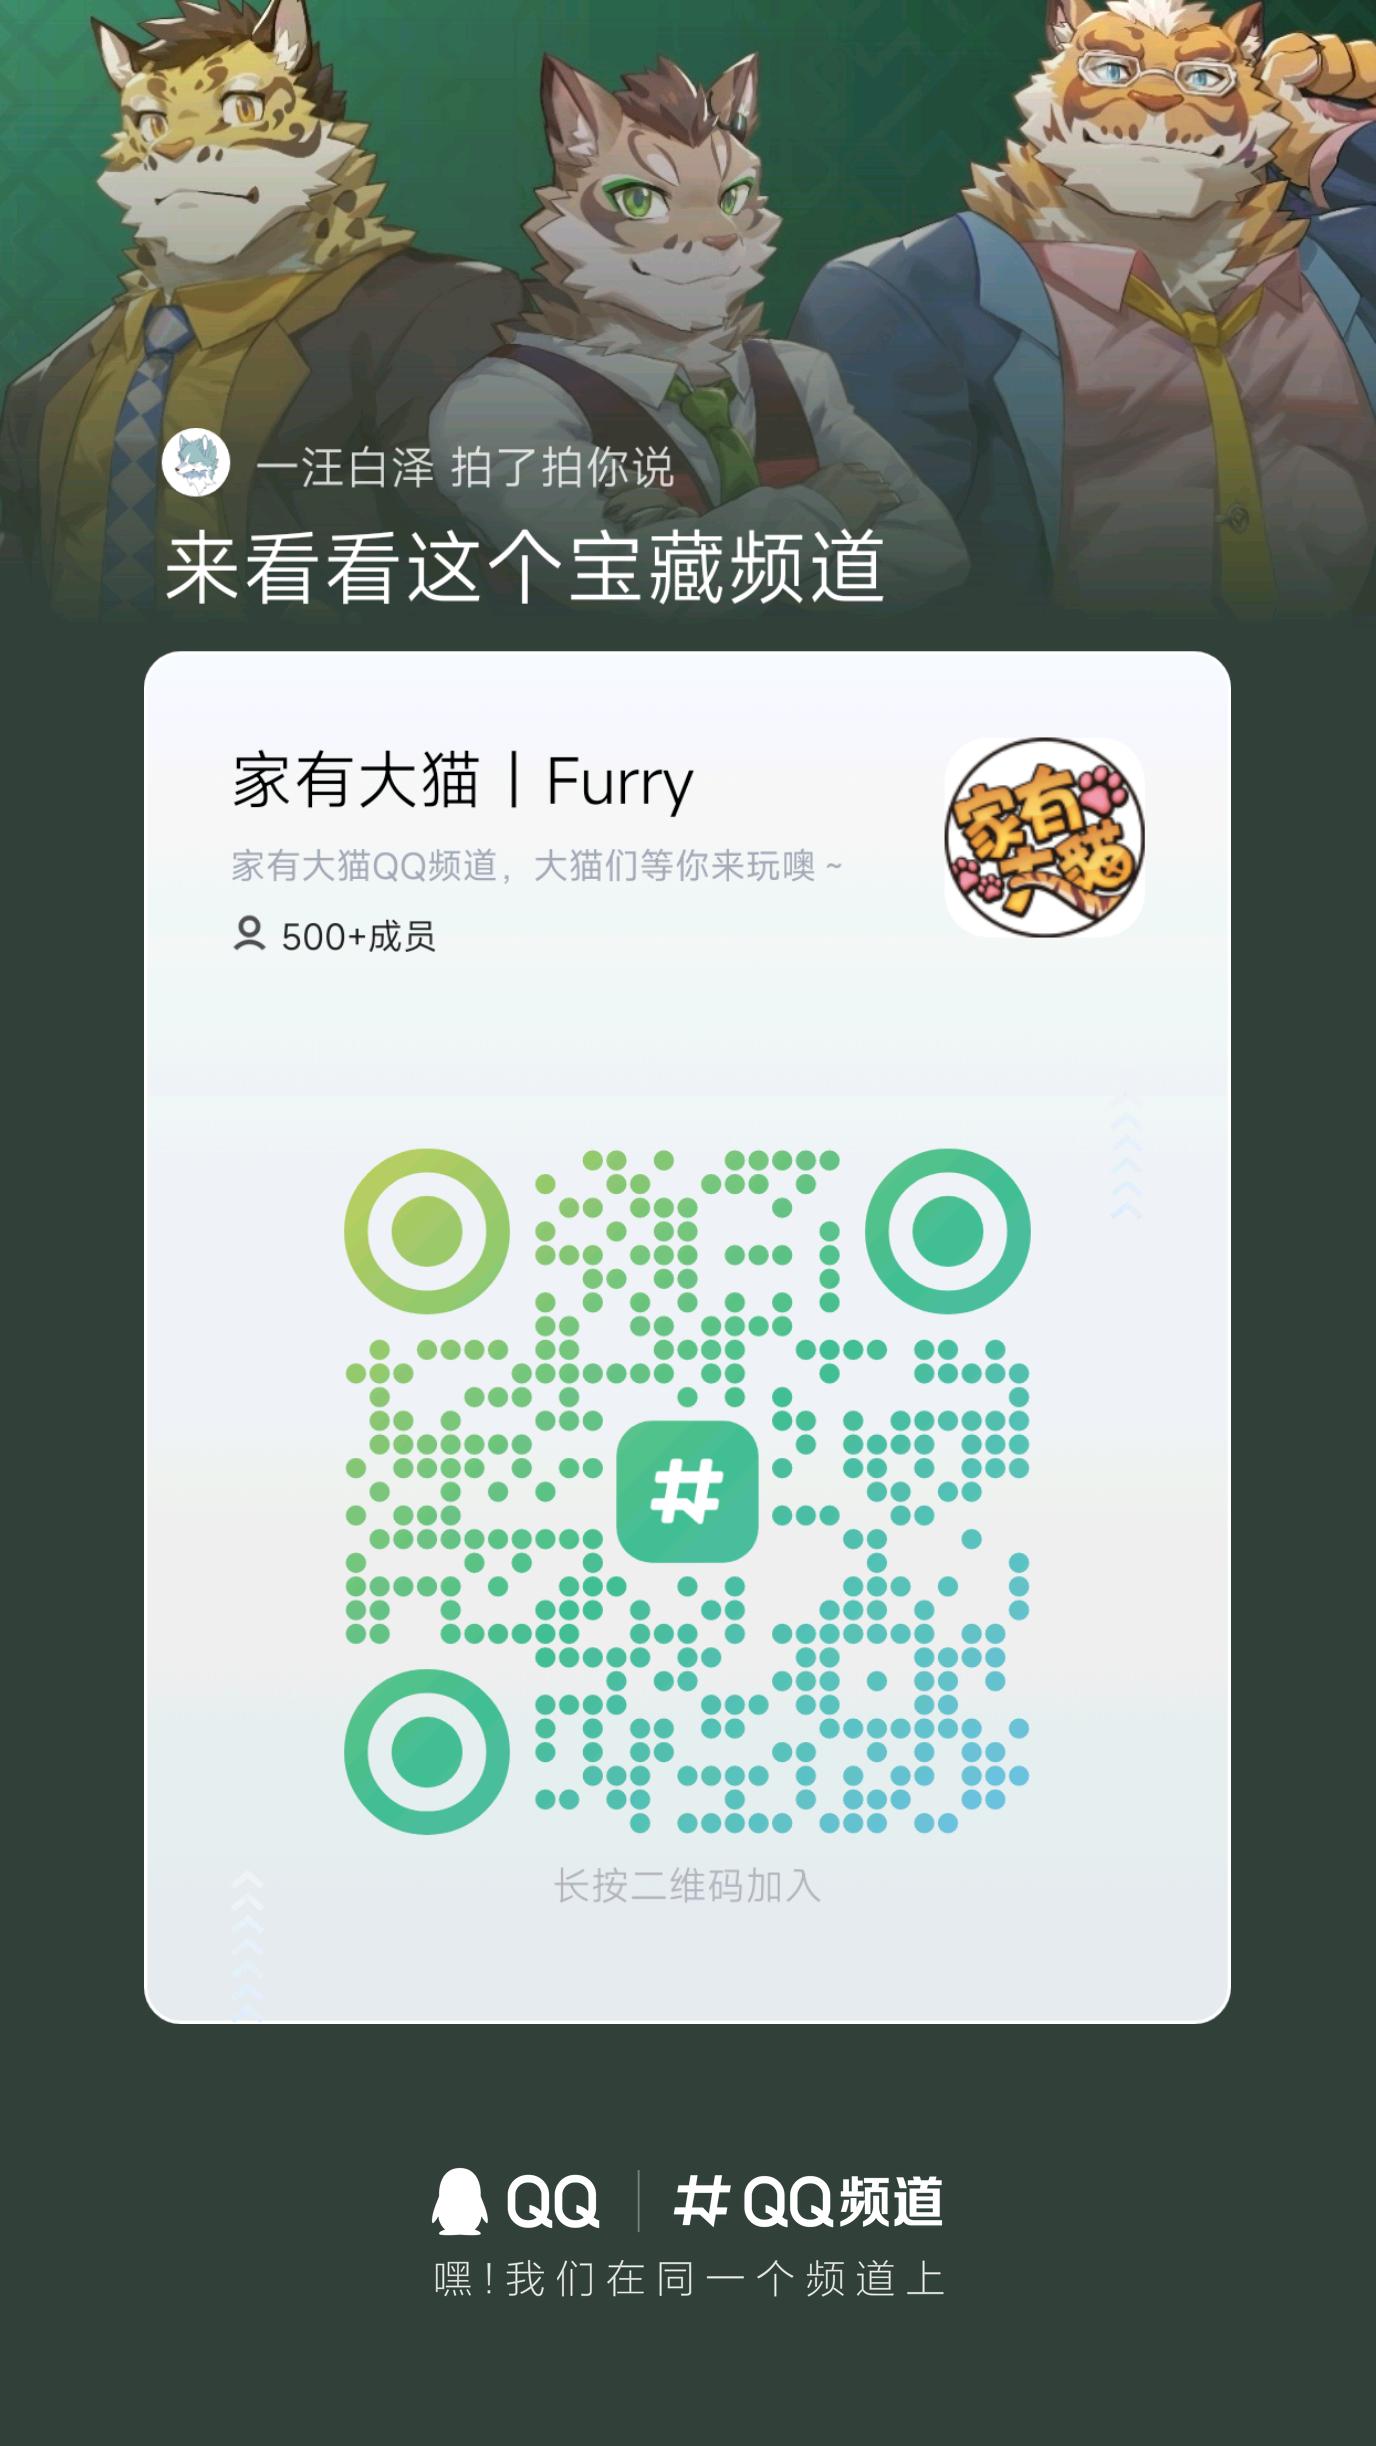 一汪白泽 拍了拍你说
来看看这个宝藏频道
家有大猫丨Furry
家有大猫QQ频道，大猫们等你来玩噢~
500+成员
家有
大猫
长按二维码加入
QQ | QQ频道
嘿!我们在同一个频道上